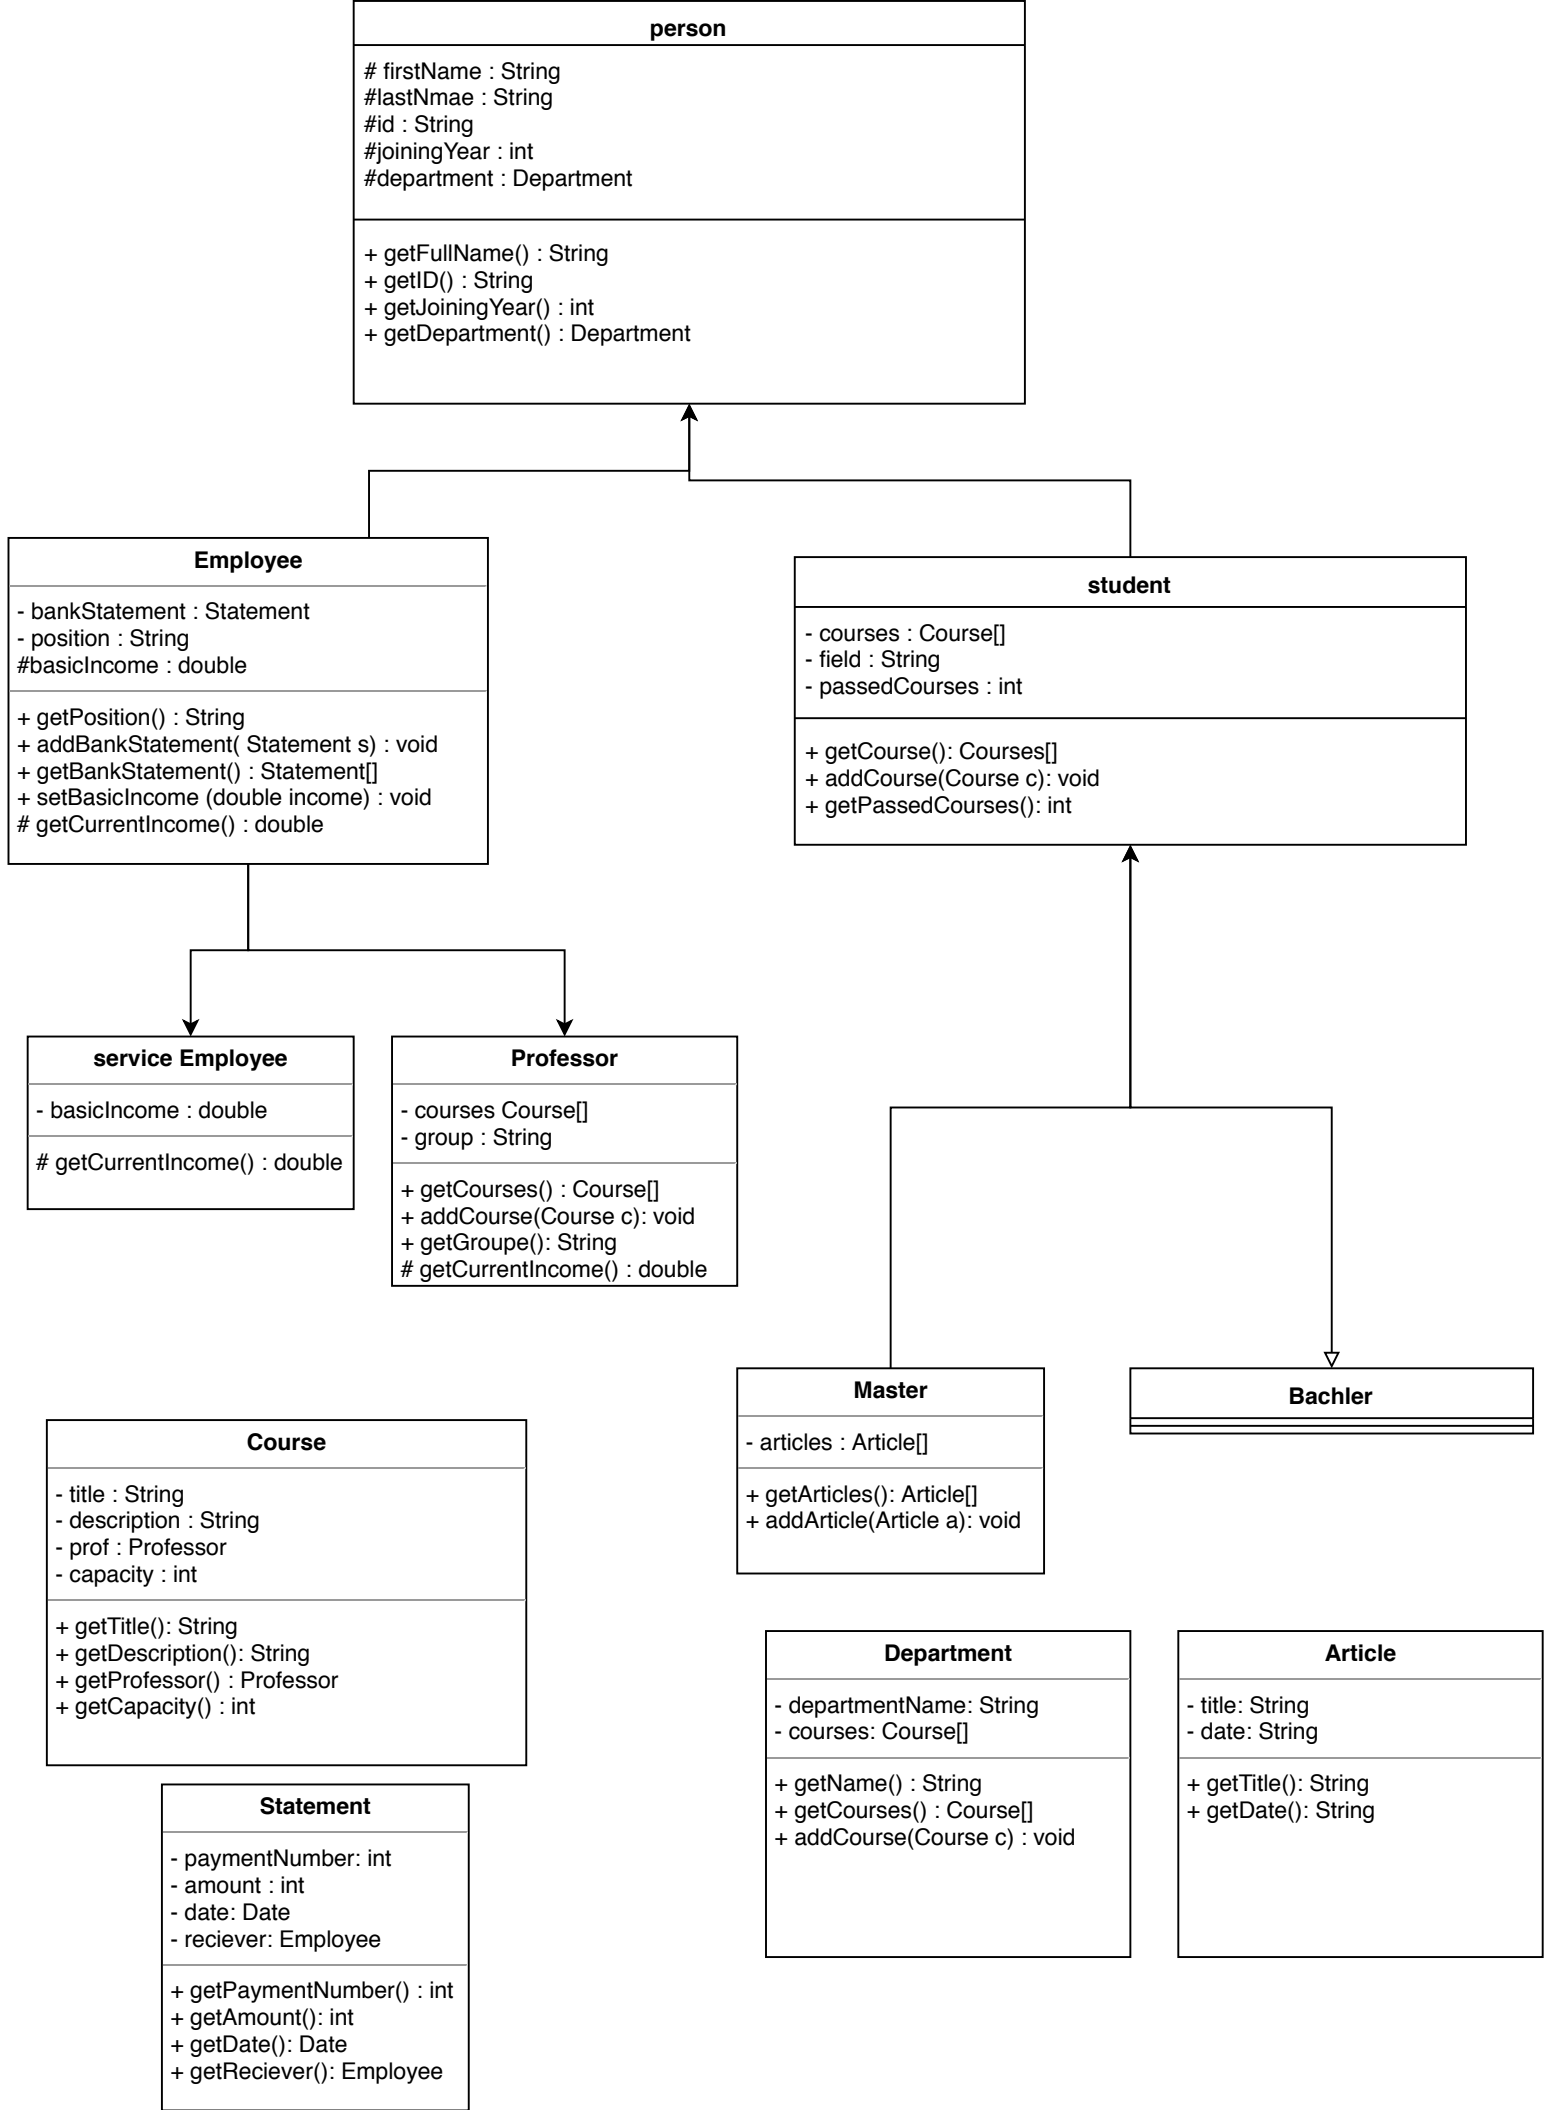 person
# firstName : String
#lastNmae : String
#id : String
#joiningYear : int
#department : Department
+ getFullName() : String
+ getID() : String
+ getJoiningYear() : int
+ getDepartment() : Department
Employee
- bankStatement : Statement
- position : String
#basicIncome : double
+ getPosition() : String
+ addBankStatement( Statement s) : void
+ getBankStatement() : Statement[]
+ setBasicIncome (double income) : void
# getCurrentIncome() : double
student
- courses : Course[]
- field : String
- passedCourses : int
+ getCourse(): Courses[]
+ addCourse(Course c): void
+ getPassedCourses(): int
service Employee
- basicIncome : double
# getCurrentIncome() : double
Professor
- courses Course[]
- group : String
+ getCourses() : Course[]
+ addCourse(Course c): void
+ getGroupe(): String
# getCurrentIncome() : double
Master
- articles : Article[]
+ getArticles(): Article[]
+ addArticle(Article a): void
Bachler
Course
- title : String
- description : String
- prof : Professor
- capacity : int
+ getTitle(): String
+ getDescription(): String
+ getProfessor() : Professor
+ getCapacity() : int
Department
- departmentName: String
- courses: Course[]
+ getName() : String
+ getCourses() : Course[]
+ addCourse(Course c) : void
Article
- title: String
- date: String
+ getTitle(): String
+ getDate(): String
Statement
- paymentNumber: int
- amount : int
- date: Date
- reciever: Employee
+ getPaymentNumber() : int
+ getAmount(): int
+ getDate(): Date
+ getReciever(): Employee